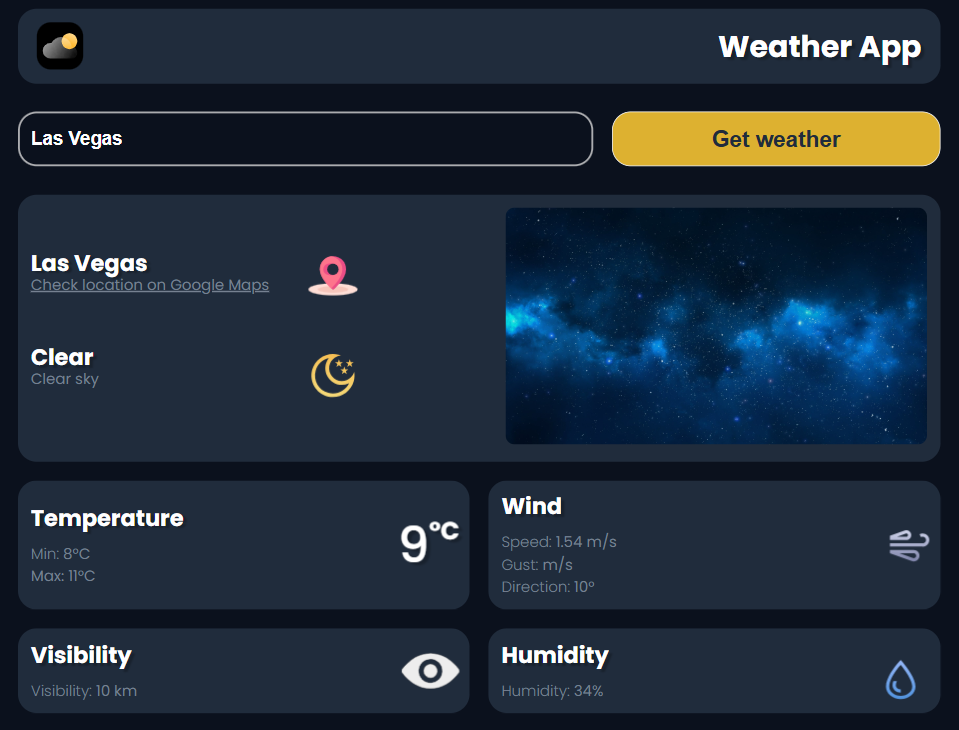 Weather App
Las Vegas
Get weather
Las Vegas
Check location on Google Maps
Clear
Clear sky
Temperature
Min: 8°C
Max: 11°C
9°C
Wind
Speed: 1.54 m/s
Gust: m/s
Direction: 10°
Visibility
Visibility: 10 km
Humidity
Humidity: 34%